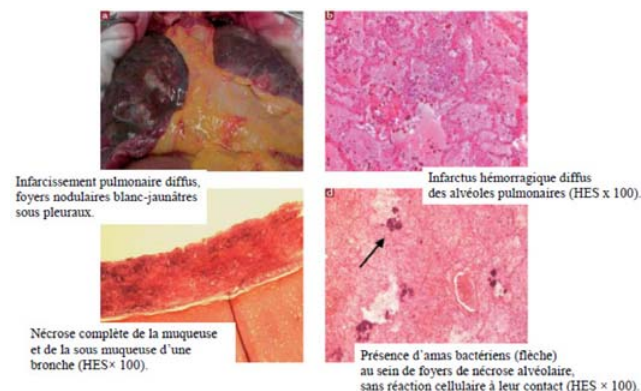 a
b
Infarcissement pulmonaire diffus,
foyers nodulaires blanc-jaunâtres
sous pleuraux.
Infarctus hémorragique diffus
des alvéoles pulmonaires (HES x 100).
d
Nécrose complète de la muqueuse
et de la sous muqueuse d’une
bronche (HES× 100).
Présence d’amas bactériens (flèche)
au sein de foyers de nécrose alvéolaire,
sans réaction cellulaire à leur contact (HES × 100).